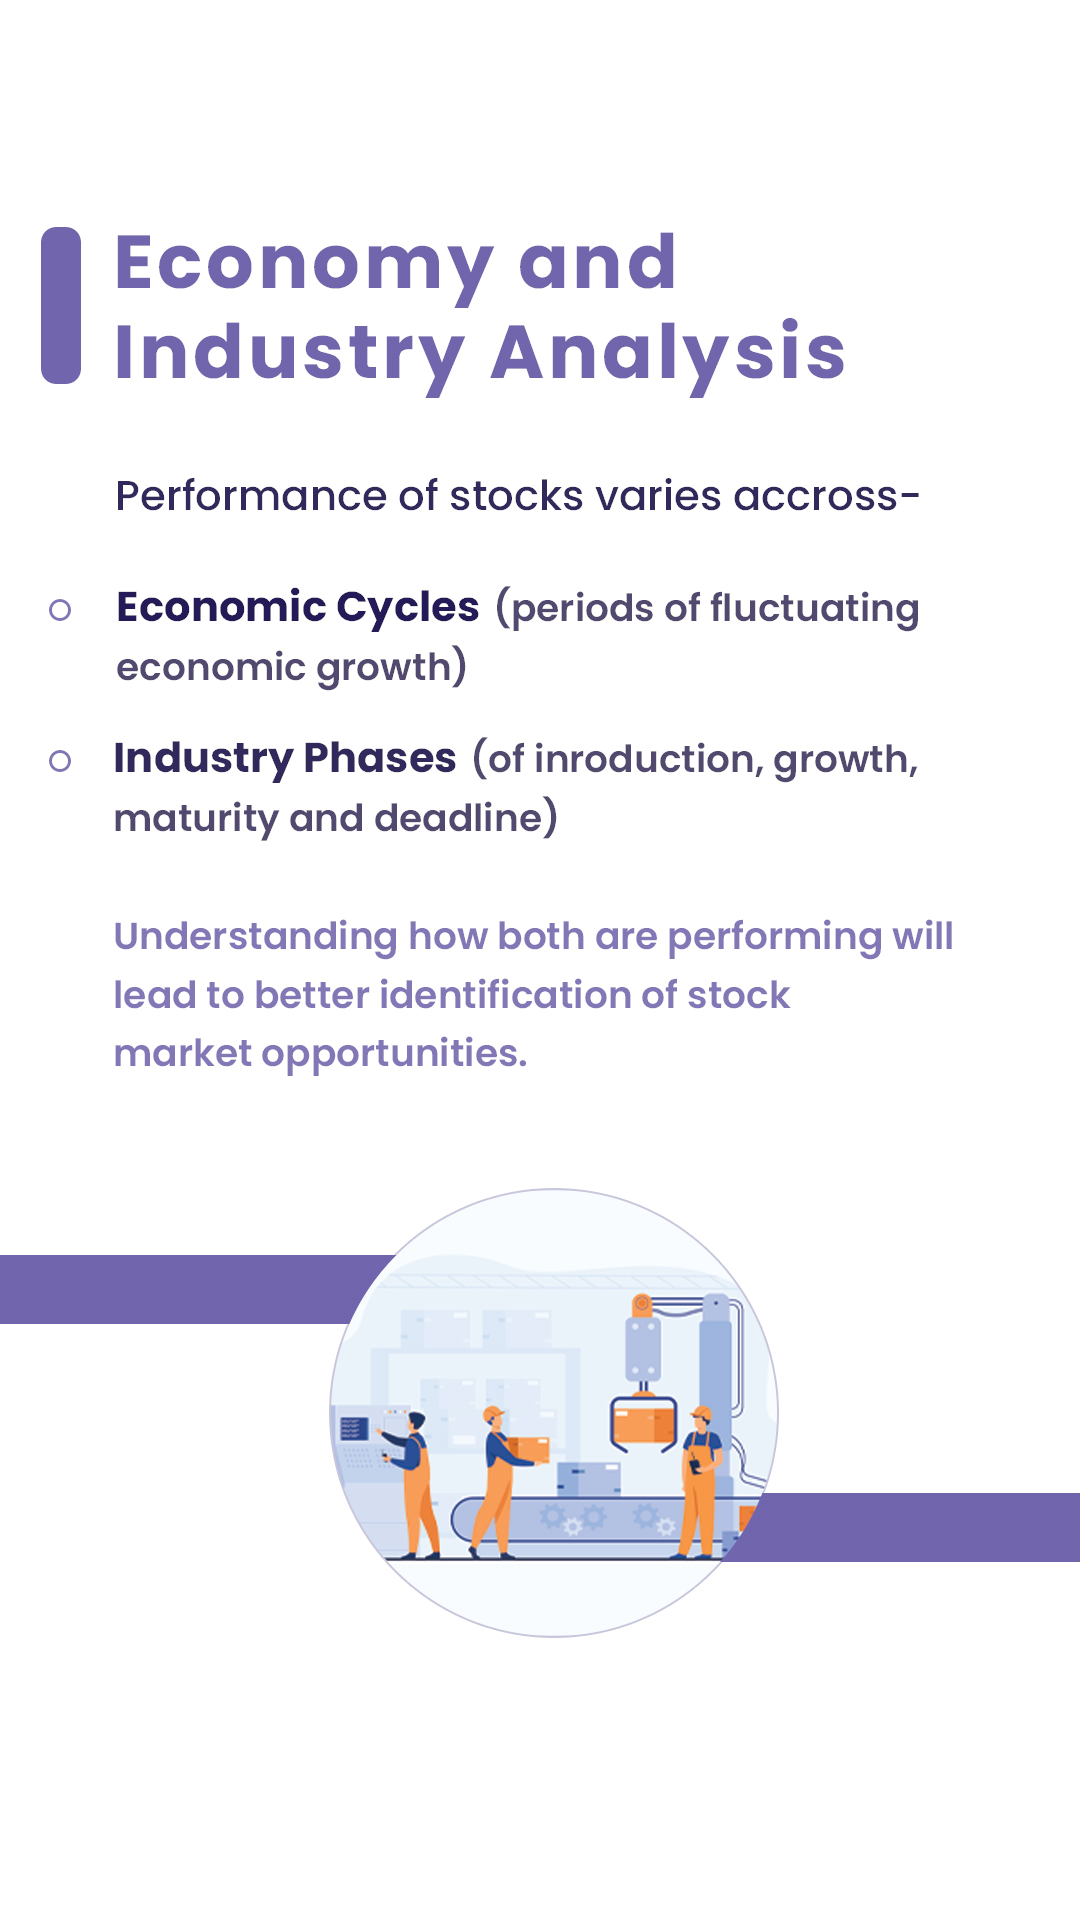 Economy and
Industry Analysis
Performance of stocks varies accross-
Economic Cycles (periods of fluctuating
economic growth)
Industry Phases (of inroduction, growth,
maturity and deadline)
Understanding how both are performing will
lead to better identification of stock
market opportunities.